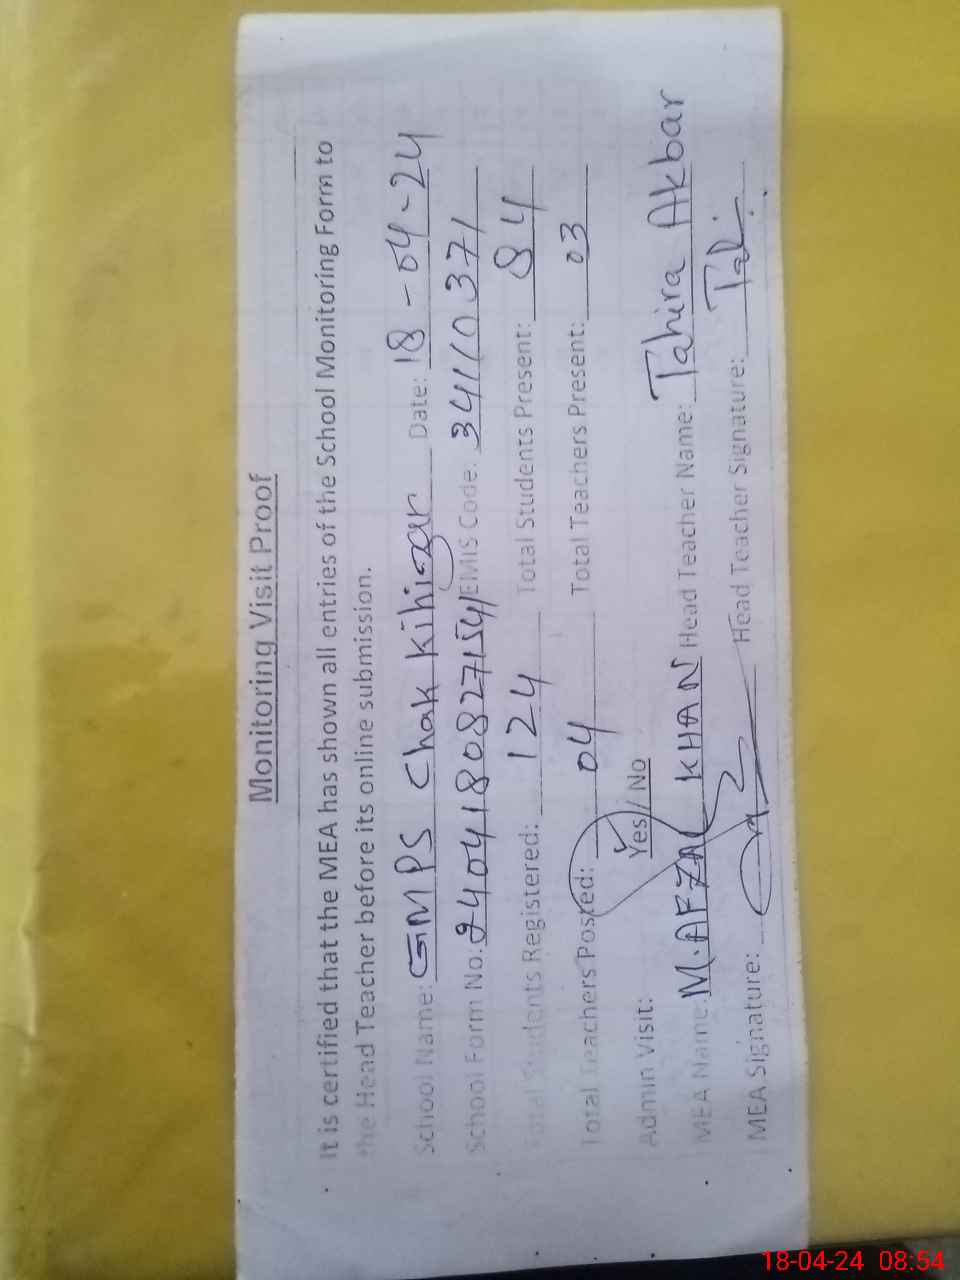 Monitoring Visit Proof
It is certified that the MEA has shown all entries of the School Monitoring Form to
the Head Teacher before its online submission.
School Name: GMPS Chak Kihizar Date: 18-04-24
School Form No: 24041808271541 EMIS Code: 34110371
Total Students Registered: 124 Total Students Present: 84
Total Teachers Posted: 04 Total Teachers Present: 03
Admin Visit: Yes / No
MEA Name: M. AFZAL KHAN Head Teacher Name: Tahira Akbar
MEA Signature: Head Teacher Signature:
18-04-24 08:54